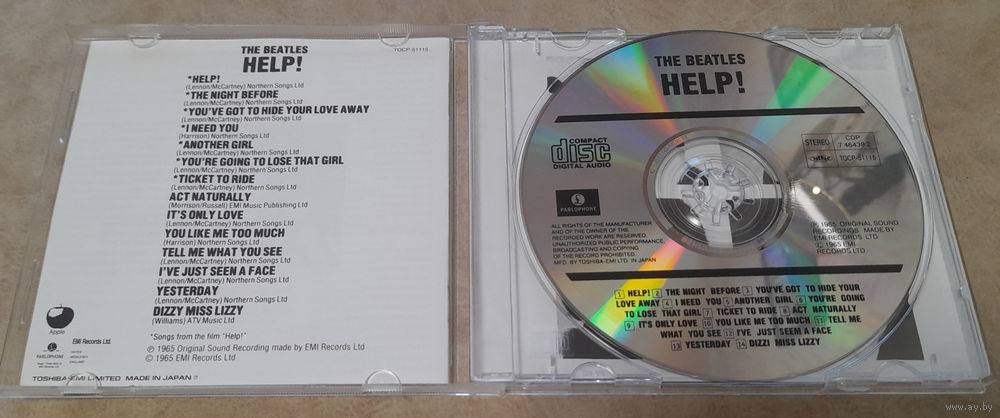 THE BEATLES
TOCP-51115
HELP!
*HELP!
(Lennon/McCartney) Northern Songs Ltd
*THE NIGHT BEFORE
(Lennon/McCartney) Northern Songs Ltd
*YOU'VE GOT TO HIDE YOUR LOVE AWAY
(Lennon/McCartney) Northern Songs Ltd
*I NEED YOU
(Harrison) Northern Songs Ltd
*ANOTHER GIRL
(Lennon/McCartney) Northern Songs Ltd
*YOU'RE GOING TO LOSE THAT GIRL
(Lennon/McCartney) Northern Songs Ltd
*TICKET TO RIDE
(Lennon/McCartney) Northern Songs Ltd
ACT NATURALLY
(Morrison/Russell) EMI Music Publishing Ltd
IT'S ONLY LOVE
(Lennon/McCartney) Northern Songs Ltd
YOU LIKE ME TOO MUCH
(Harrison) Northern Songs Ltd
TELL ME WHAT YOU SEE
(Lennon/McCartney) Northern Songs Ltd
I'VE JUST SEEN A FACE
(Lennon/McCartney) Northern Songs Ltd
YESTERDAY
(Lennon/McCartney) Northern Songs Ltd
DIZZY MISS LIZZY
(Williams) ATV Music Ltd
*Songs from the film "Help!"
℗ 1965 Original Sound Recording made by EMI Records Ltd
© 1965 EMI Records Ltd
Apple
EMI Records Ltd.
PARLOPHONE
TOSHIBA-EMI LIMITED MADE IN JAPAN
THE BEATLES
HELP!
COMPACT
disc
DIGITAL AUDIO
STEREO
CDP
7 46439 2
TOCP-51115
PARLOPHONE
ALL RIGHTS OF THE MANUFACTURER
AND OF THE OWNER OF THE
RECORDED WORK ARE RESERVED.
UNAUTHORIZED PUBLIC PERFORMANCE,
BROADCASTING AND COPYING
OF THE RECORD PROHIBITED.
MFD. BY TOSHIBA-EMI LTD. IN JAPAN
℗ 1965 ORIGINAL SOUND
RECORDINGS MADE BY
EMI RECORDS LTD
© 1965 EMI
RECORDS LTD.
1 HELP! 2 THE NIGHT BEFORE 3 YOU'VE GOT TO HIDE YOUR
LOVE AWAY 4 I NEED YOU 5 ANOTHER GIRL 6 YOU'RE GOING
TO LOSE THAT GIRL 7 TICKET TO RIDE 8 ACT NATURALLY
9 IT'S ONLY LOVE 10 YOU LIKE ME TOO MUCH 11 TELL ME
WHAT YOU SEE 12 I'VE JUST SEEN A FACE
13 YESTERDAY 14 DIZZI MISS LIZZY
www.ay.by